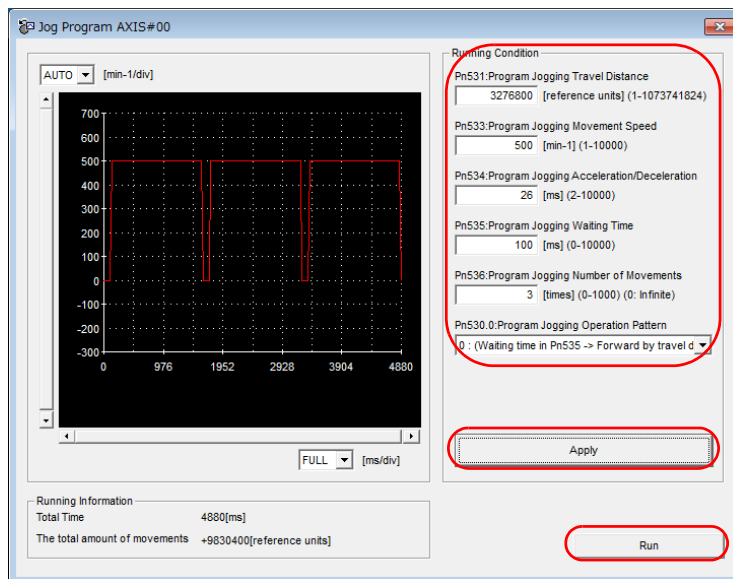 Jog Program AXIS#00
AUTO [min-1/div]
700
600
500
400
300
200
100
0
-100
-200
-300
0 976 1952 2928 3904 4880
FULL [ms/div]
Running Condition
Pn531:Program Jogging Travel Distance
3276800 [reference units] (1-1073741824)
Pn533:Program Jogging Movement Speed
500 [min-1] (1-10000)
Pn534:Program Jogging Acceleration/Deceleration
26 [ms] (2-10000)
Pn535:Program Jogging Waiting Time
100 [ms] (0-10000)
Pn536:Program Jogging Number of Movements
3 [times] (0-1000) (0: Infinite)
Pn530.0:Program Jogging Operation Pattern
0 : (Waiting time in Pn535 -> Forward by travel d
Apply
Running Information
Total Time 4880[ms]
The total amount of movements +9830400[reference units]
Run